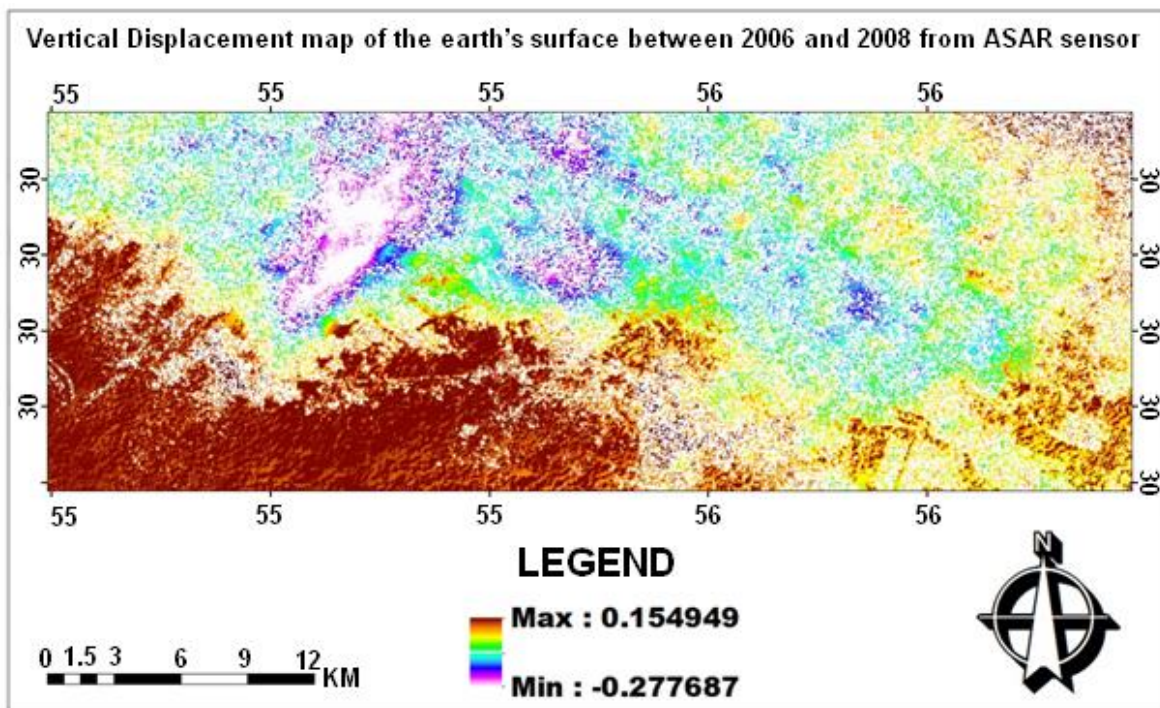 Vertical Displacement map of the earth's surface between 2006 and 2008 from ASAR sensor
55 55 55 56 56
30 30
30 30
30 30
30 30
30
55 55 55 56 56
LEGEND
N
Max : 0.154949
0 1.5 3 6 9 12
KM
Min : -0.277687